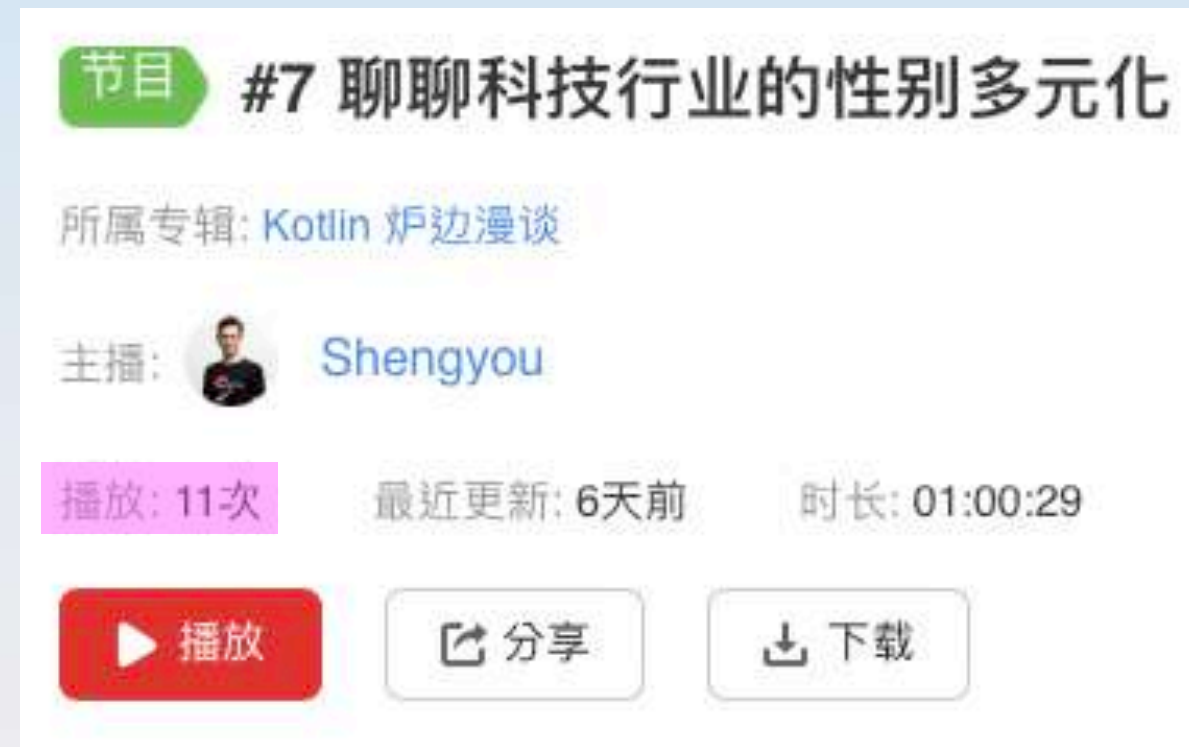 节目 #7 聊聊科技行业的性别多元化
所属专辑: Kotlin 炉边漫谈
主播: Shengyou
播放: 11次 最近更新: 6天前 时长: 01:00:29
播放 分享 下载